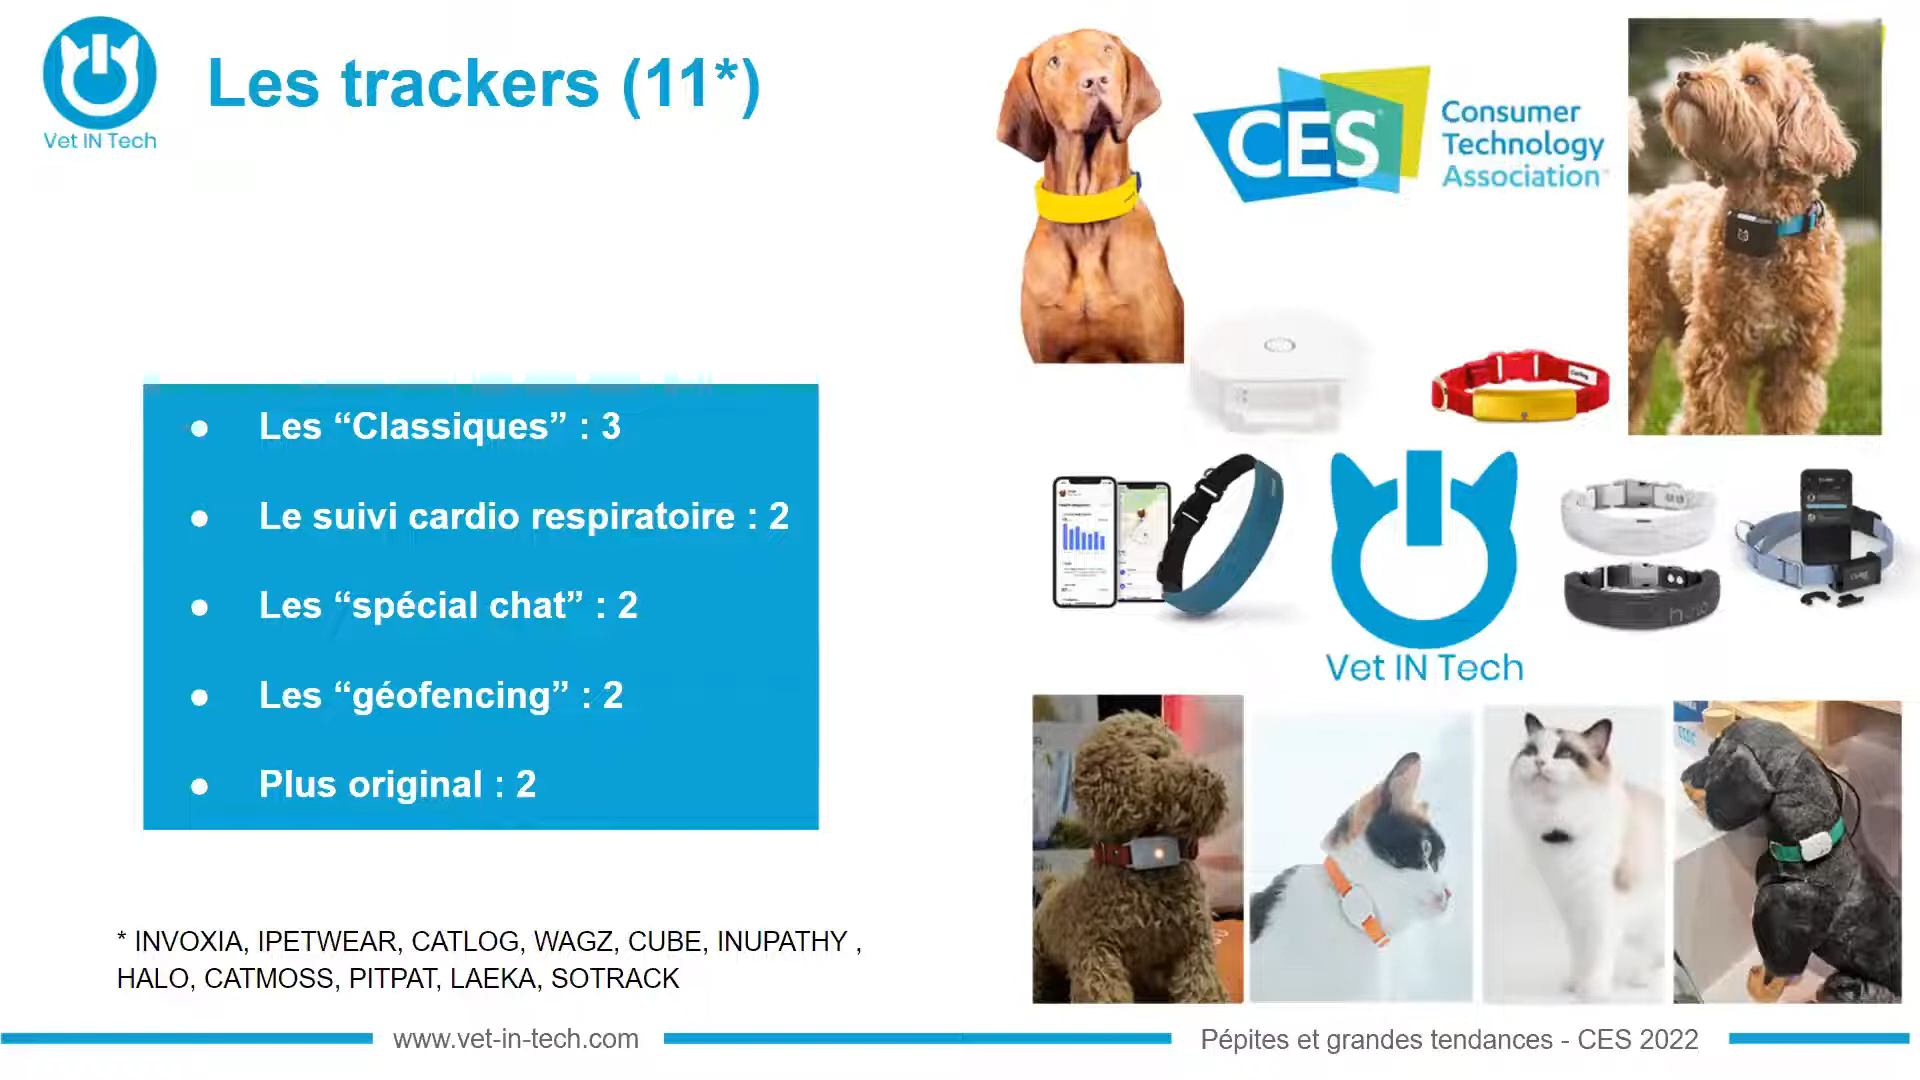 Vet IN Tech
Les trackers (11*)
CES
Consumer
Technology
Association
● Les “Classiques” : 3
● Le suivi cardio respiratoire : 2
● Les “spécial chat” : 2
● Les “géofencing” : 2
● Plus original : 2
Vet IN Tech
* INVOXIA, IPETWEAR, CATLOG, WAGZ, CUBE, INUPATHY ,
HALO, CATMOSS, PITPAT, LAEKA, SOTRACK
www.vet-in-tech.com
Pépites et grandes tendances - CES 2022